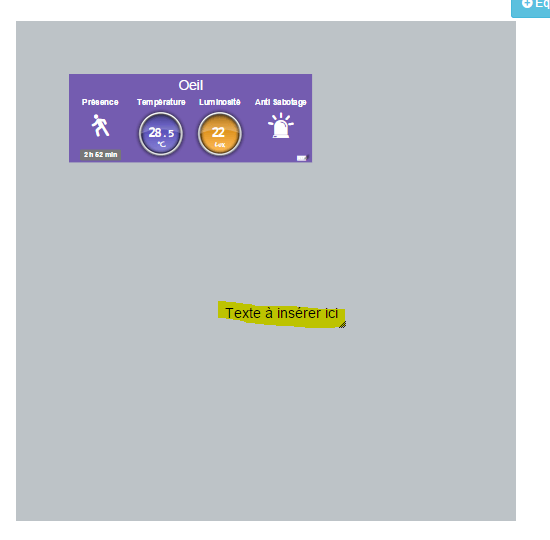 Eq
Oeil
Présence Température Luminosité Anti Sabotage
28.5 22
°C Lux
2 h 52 min
Texte à insérer ici